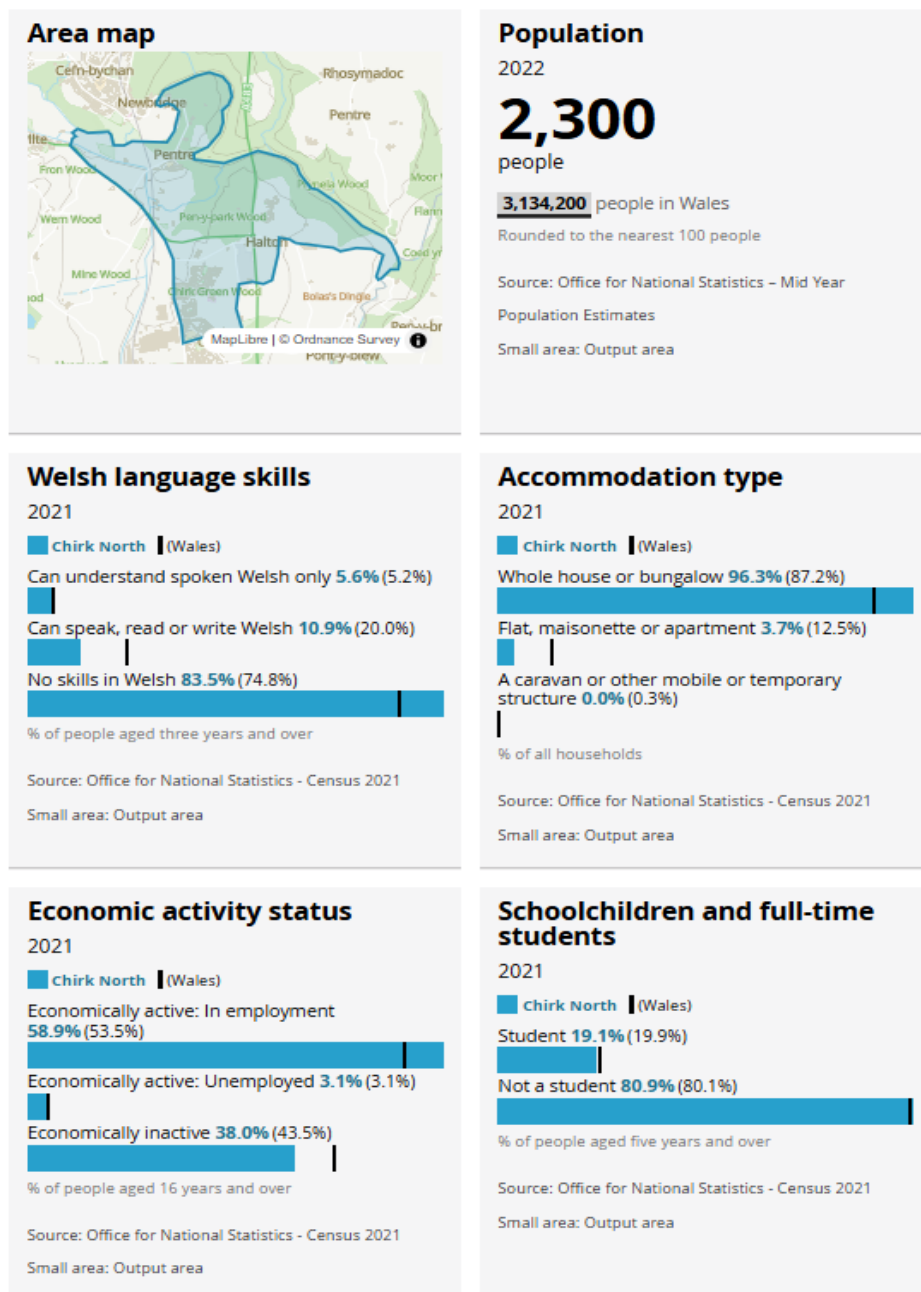 Area map
Cefn-bychan
Rhosymadoc
Newbridge
A483
Pentre
Pentre
Fron Wood
Pamela Wood
Wem Wood
Pen-y-park Wood
Halton
Mine Wood
Chirk Green Wood
Bolas's Dingle
MapLibre | © Ordnance Survey
Pont-y-blew
Population
2022
2,300
people
3,134,200 people in Wales
Rounded to the nearest 100 people
Source: Office for National Statistics – Mid Year
Population Estimates
Small area: Output area
Welsh language skills
2021
Chirk North (Wales)
Can understand spoken Welsh only 5.6% (5.2%)
Can speak, read or write Welsh 10.9% (20.0%)
No skills in Welsh 83.5% (74.8%)
% of people aged three years and over
Source: Office for National Statistics - Census 2021
Small area: Output area
Accommodation type
2021
Chirk North (Wales)
Whole house or bungalow 96.3% (87.2%)
Flat, maisonette or apartment 3.7% (12.5%)
A caravan or other mobile or temporary
structure 0.0% (0.3%)
% of all households
Source: Office for National Statistics - Census 2021
Small area: Output area
Economic activity status
2021
Chirk North (Wales)
Economically active: In employment
58.9% (53.5%)
Economically active: Unemployed 3.1% (3.1%)
Economically inactive 38.0% (43.5%)
% of people aged 16 years and over
Source: Office for National Statistics - Census 2021
Small area: Output area
Schoolchildren and full-time
students
2021
Chirk North (Wales)
Student 19.1% (19.9%)
Not a student 80.9% (80.1%)
% of people aged five years and over
Source: Office for National Statistics - Census 2021
Small area: Output area